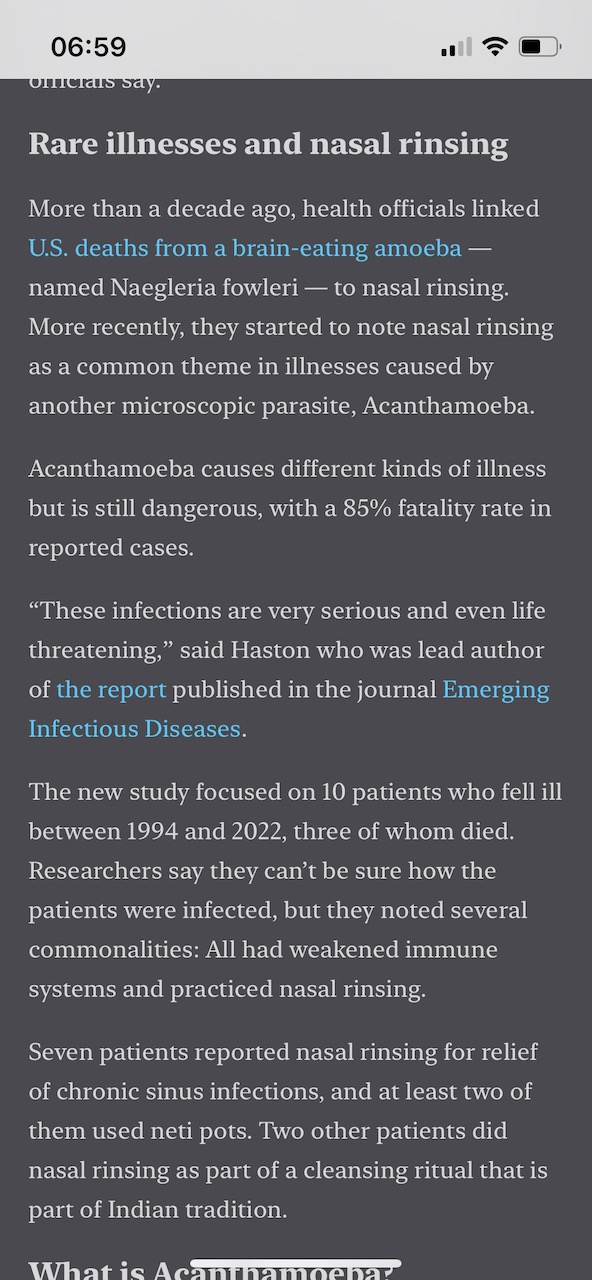 06:59
officials say.
Rare illnesses and nasal rinsing
More than a decade ago, health officials linked
U.S. deaths from a brain-eating amoeba —
named Naegleria fowleri — to nasal rinsing.
More recently, they started to note nasal rinsing
as a common theme in illnesses caused by
another microscopic parasite, Acanthamoeba.
Acanthamoeba causes different kinds of illness
but is still dangerous, with a 85% fatality rate in
reported cases.
“These infections are very serious and even life
threatening,” said Haston who was lead author
of the report published in the journal Emerging
Infectious Diseases.
The new study focused on 10 patients who fell ill
between 1994 and 2022, three of whom died.
Researchers say they can’t be sure how the
patients were infected, but they noted several
commonalities: All had weakened immune
systems and practiced nasal rinsing.
Seven patients reported nasal rinsing for relief
of chronic sinus infections, and at least two of
them used neti pots. Two other patients did
nasal rinsing as part of a cleansing ritual that is
part of Indian tradition.
What is Acanthamoeba?